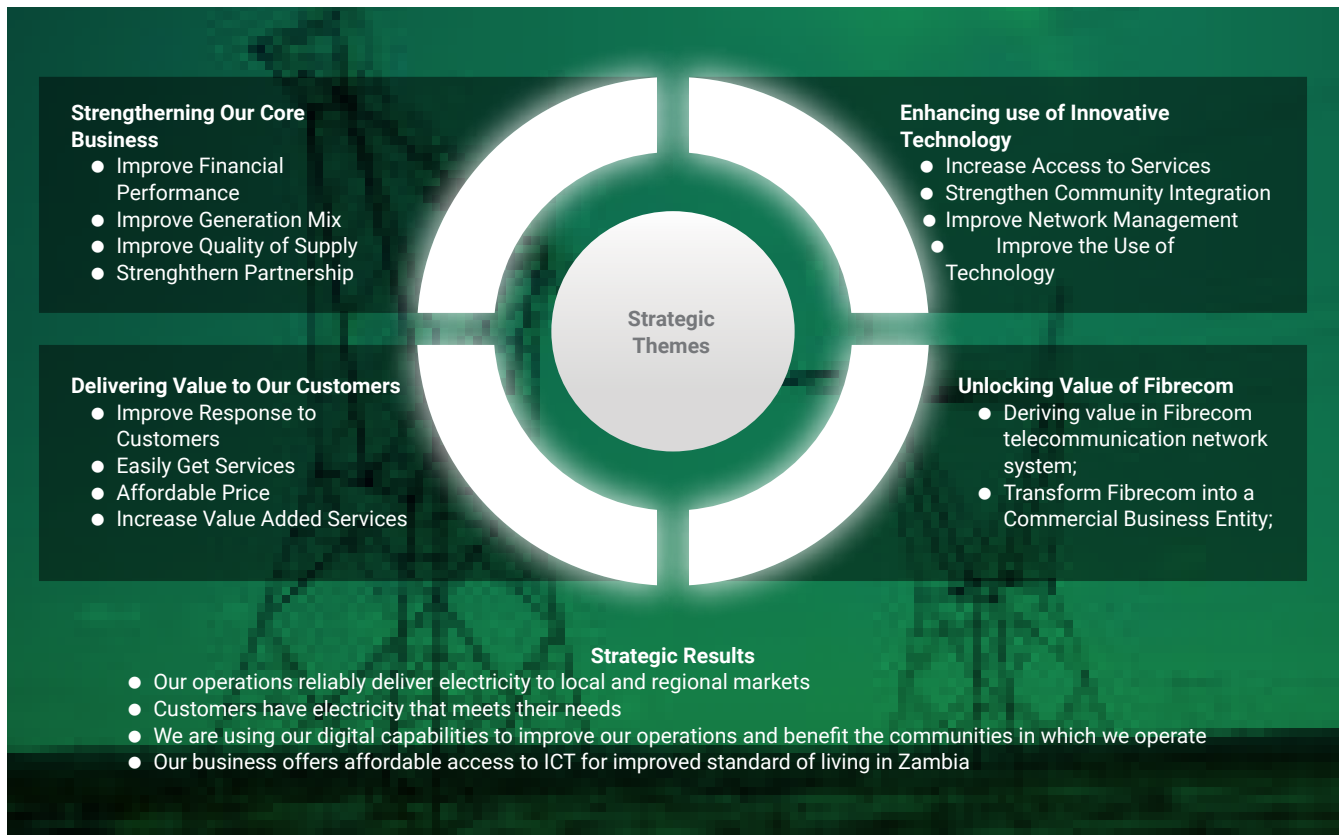 Strengtherning Our Core
Business
● Improve Financial
Performance
● Improve Generation Mix
● Improve Quality of Supply
● Strenghthern Partnership
Enhancing use of Innovative
Technology
● Increase Access to Services
● Strengthen Community Integration
● Improve Network Management
● Improve the Use of
Technology
Strategic
Themes
Delivering Value to Our Customers
● Improve Response to
Customers
● Easily Get Services
● Affordable Price
● Increase Value Added Services
Unlocking Value of Fibrecom
● Deriving value in Fibrecom
telecommunication network
system;
● Transform Fibrecom into a
Commercial Business Entity;
Strategic Results
● Our operations reliably deliver electricity to local and regional markets
● Customers have electricity that meets their needs
● We are using our digital capabilities to improve our operations and benefit the communities in which we operate
● Our business offers affordable access to ICT for improved standard of living in Zambia